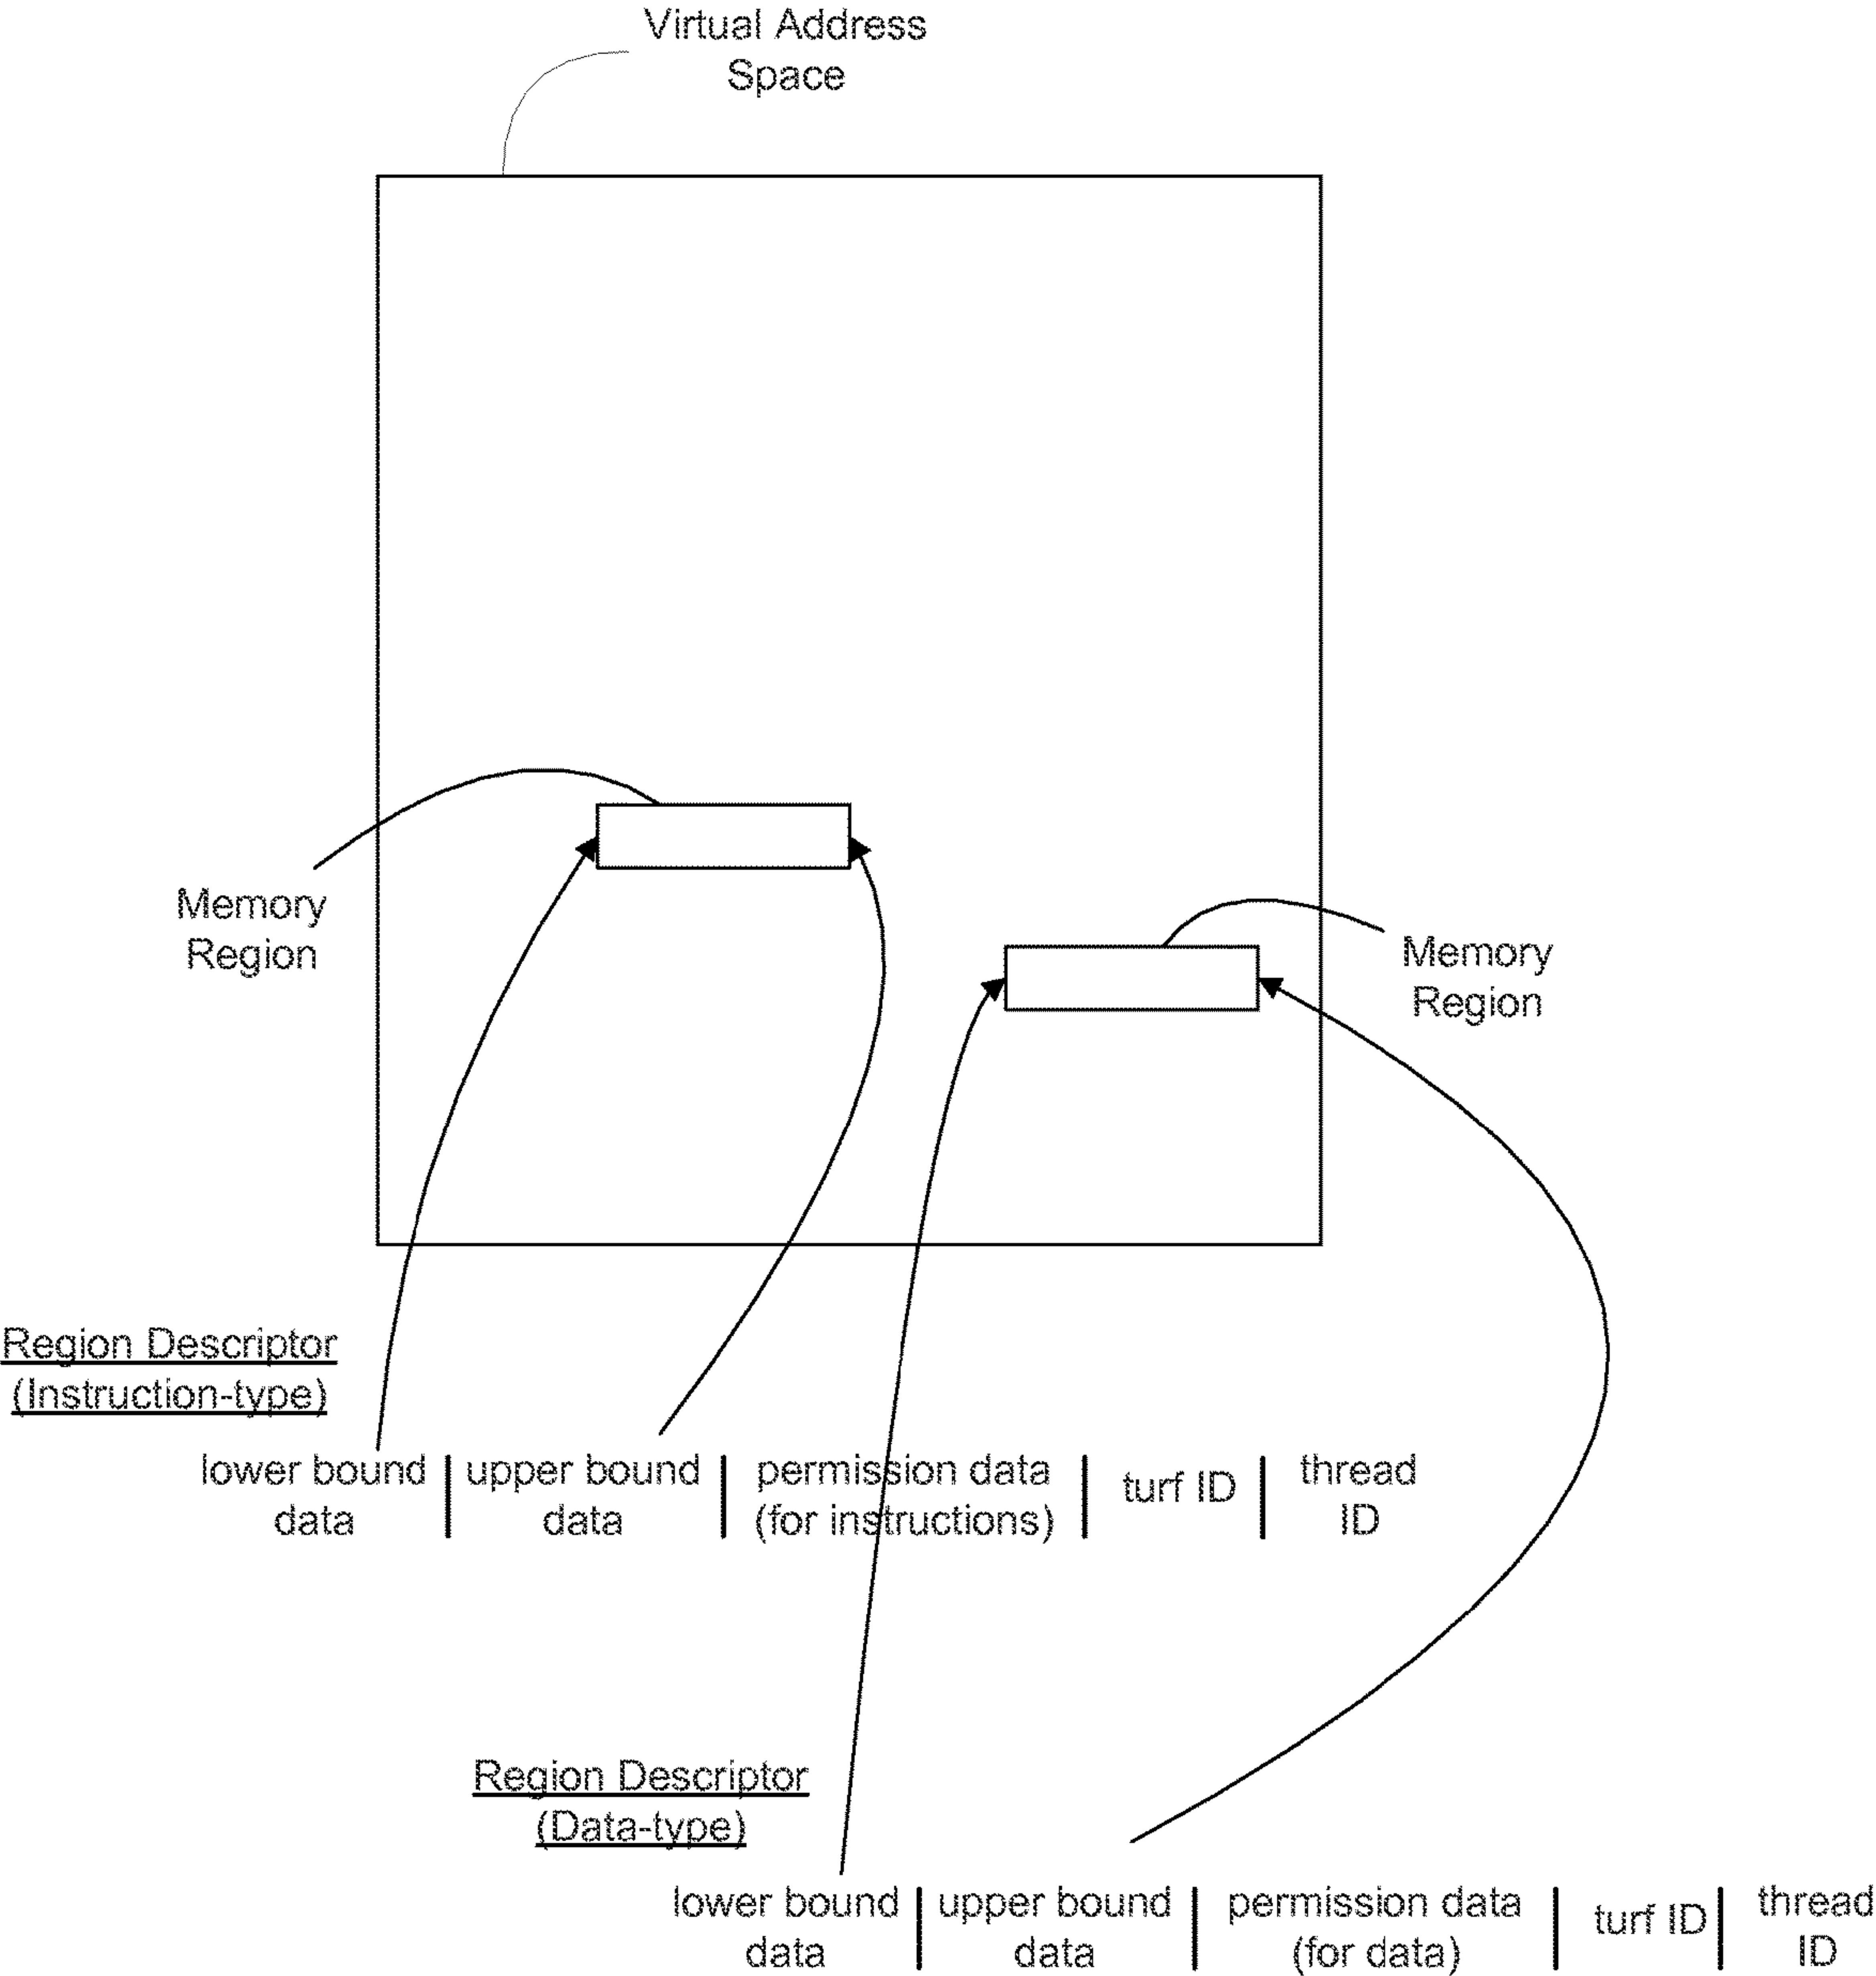 Virtual Address
Space
Memory
Region
Memory
Region
Region Descriptor
(Instruction-type)
lower bound
data
upper bound
data
permission data
(for instructions)
turf ID
thread
ID
Region Descriptor
(Data-type)
lower bound
data
upper bound
data
permission data
(for data)
turf ID
thread
ID